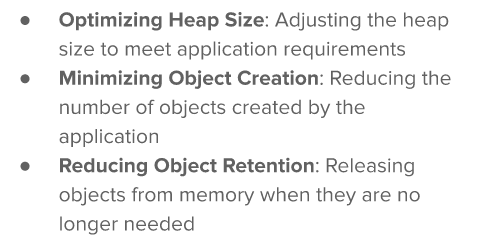 ● Optimizing Heap Size: Adjusting the heap
size to meet application requirements
● Minimizing Object Creation: Reducing the
number of objects created by the
application
● Reducing Object Retention: Releasing
objects from memory when they are no
longer needed